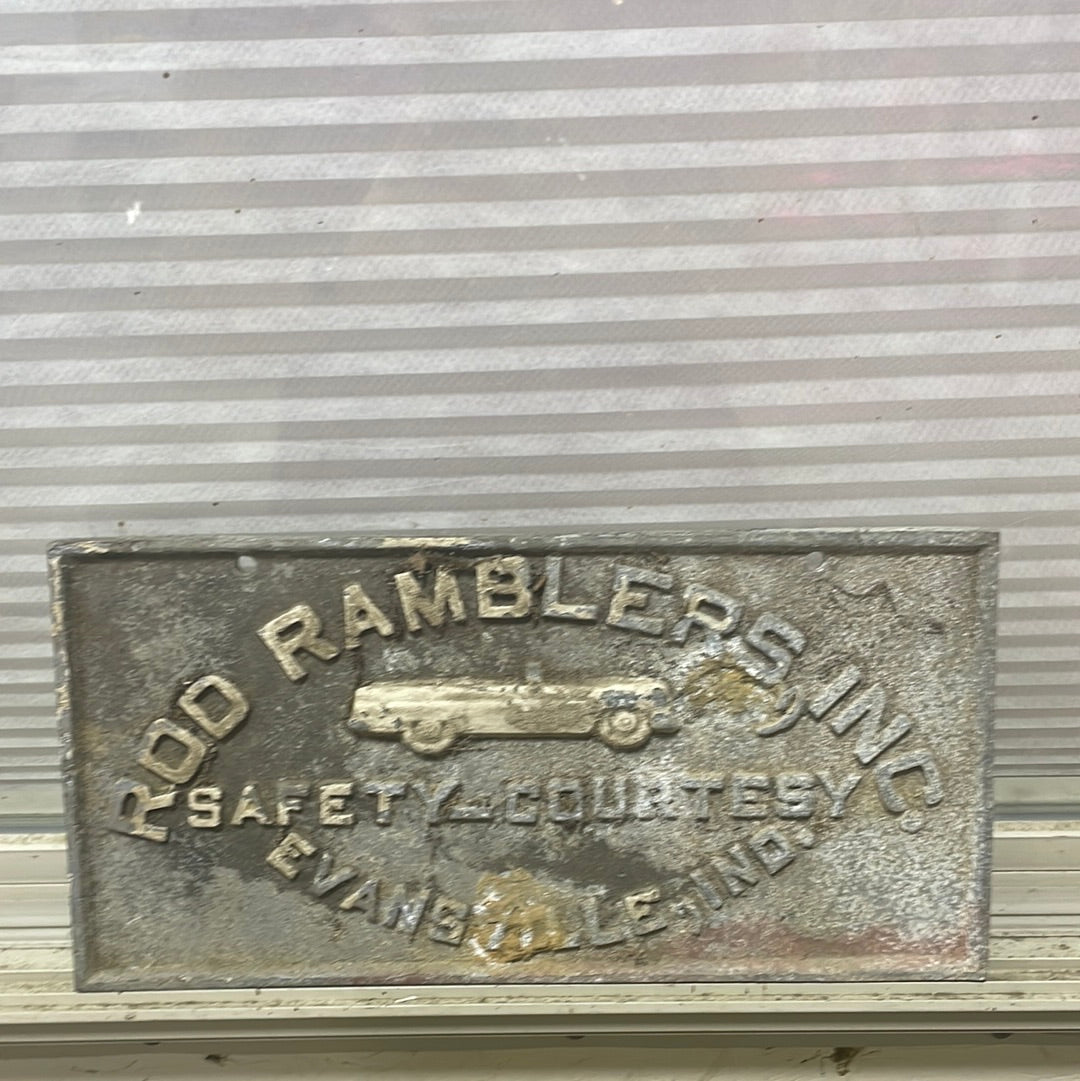 ROD RAMBLERS, INC.
SAFETY - COURTESY
EVANSVILLE, IND.